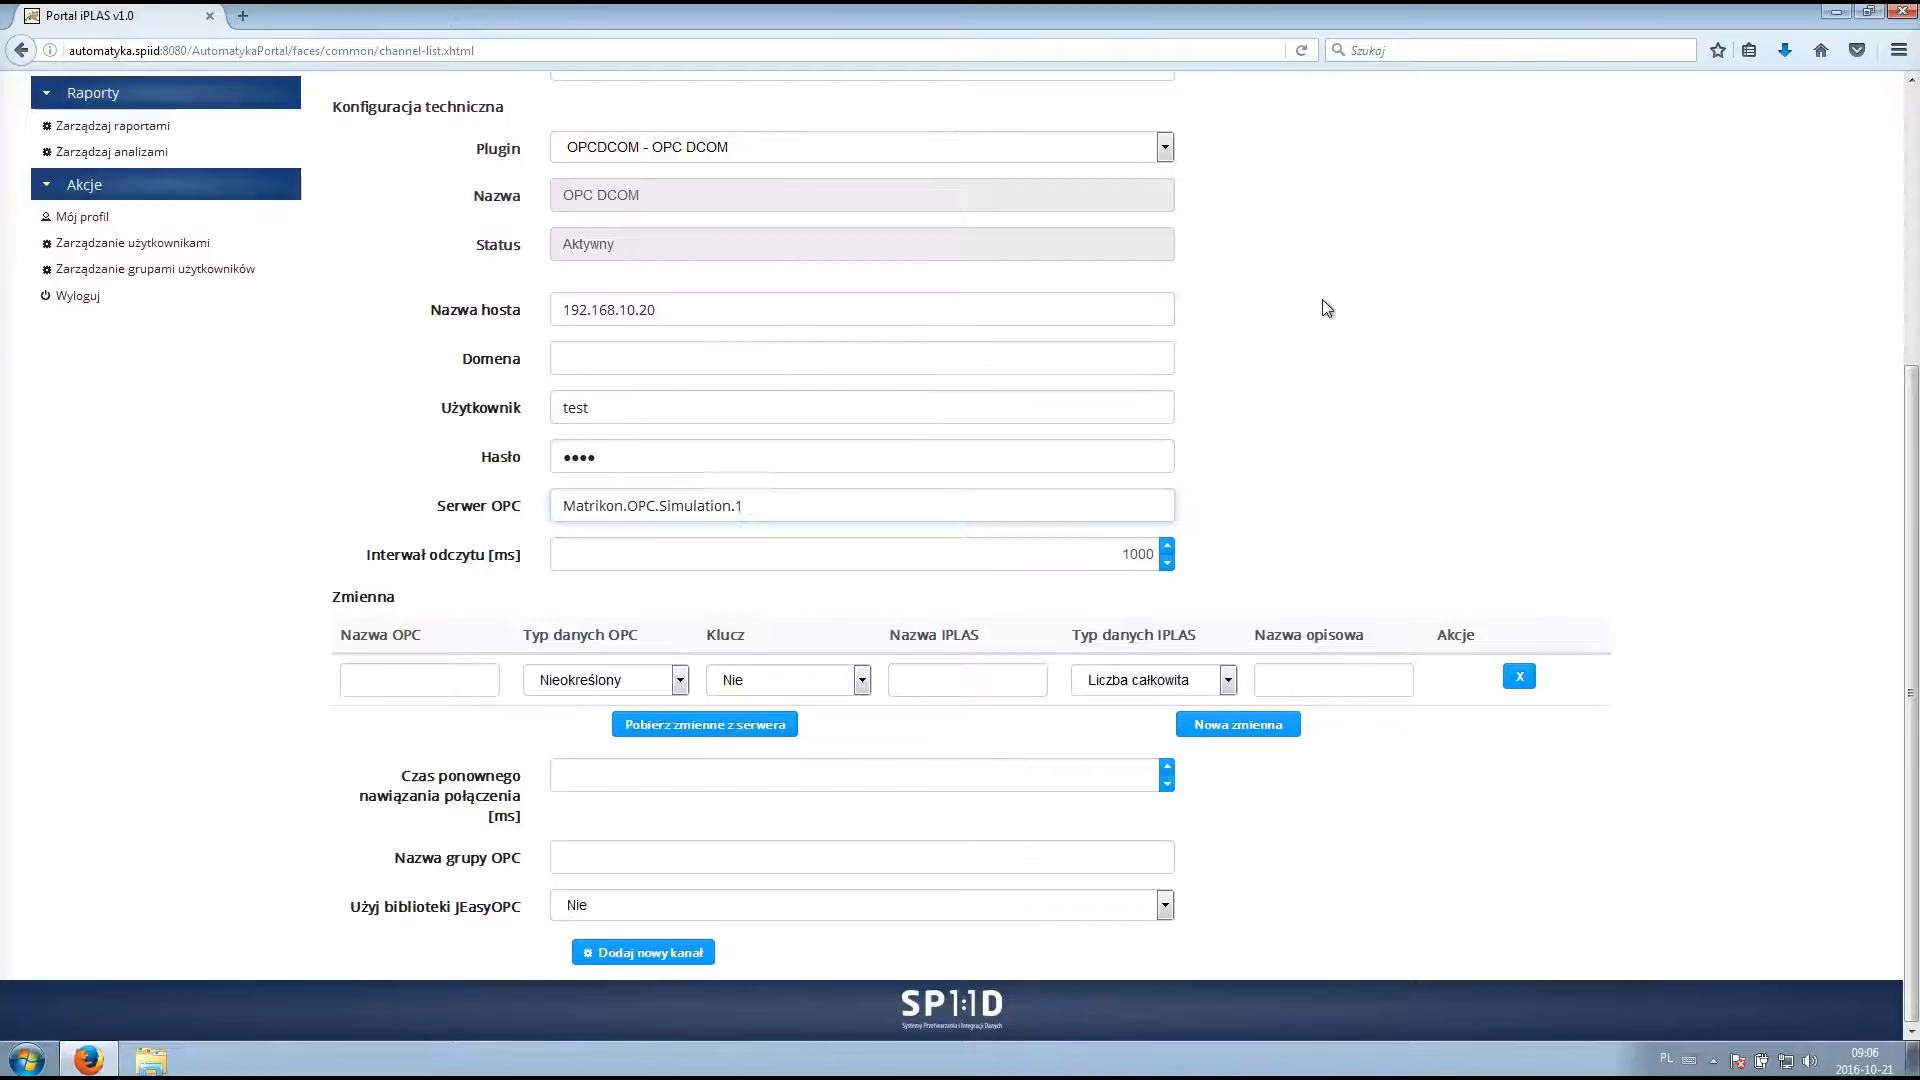 Portal iPLAS v1.0
automatyka.spiid:8080/AutomatykaPortal/faces/common/channel-list.xhtml
Szukaj
Raporty
Zarządzaj raportami
Zarządzaj analizami
Akcje
Mój profil
Zarządzanie użytkownikami
Zarządzanie grupami użytkowników
Wyloguj
Konfiguracja techniczna
Plugin OPCDCOM - OPC DCOM
Nazwa OPC DCOM
Status Aktywny
Nazwa hosta 192.168.10.20
Domena
Użytkownik test
Hasło ••••
Serwer OPC Matrikon.OPC.Simulation.1
Interwał odczytu [ms] 1000
Zmienna
Nazwa OPC Typ danych OPC Klucz Nazwa IPLAS Typ danych IPLAS Nazwa opisowa Akcje
Nieokreślony Nie Liczba całkowita X
Pobierz zmienne z serwera Nowa zmienna
Czas ponownego
nawiązania połączenia
[ms]
Nazwa grupy OPC
Użyj biblioteki JEasyOPC Nie
Dodaj nowy kanał
SP1:1D
Systemy Przetwarzania i Integracji Danych
PL
09:06
2016-10-21